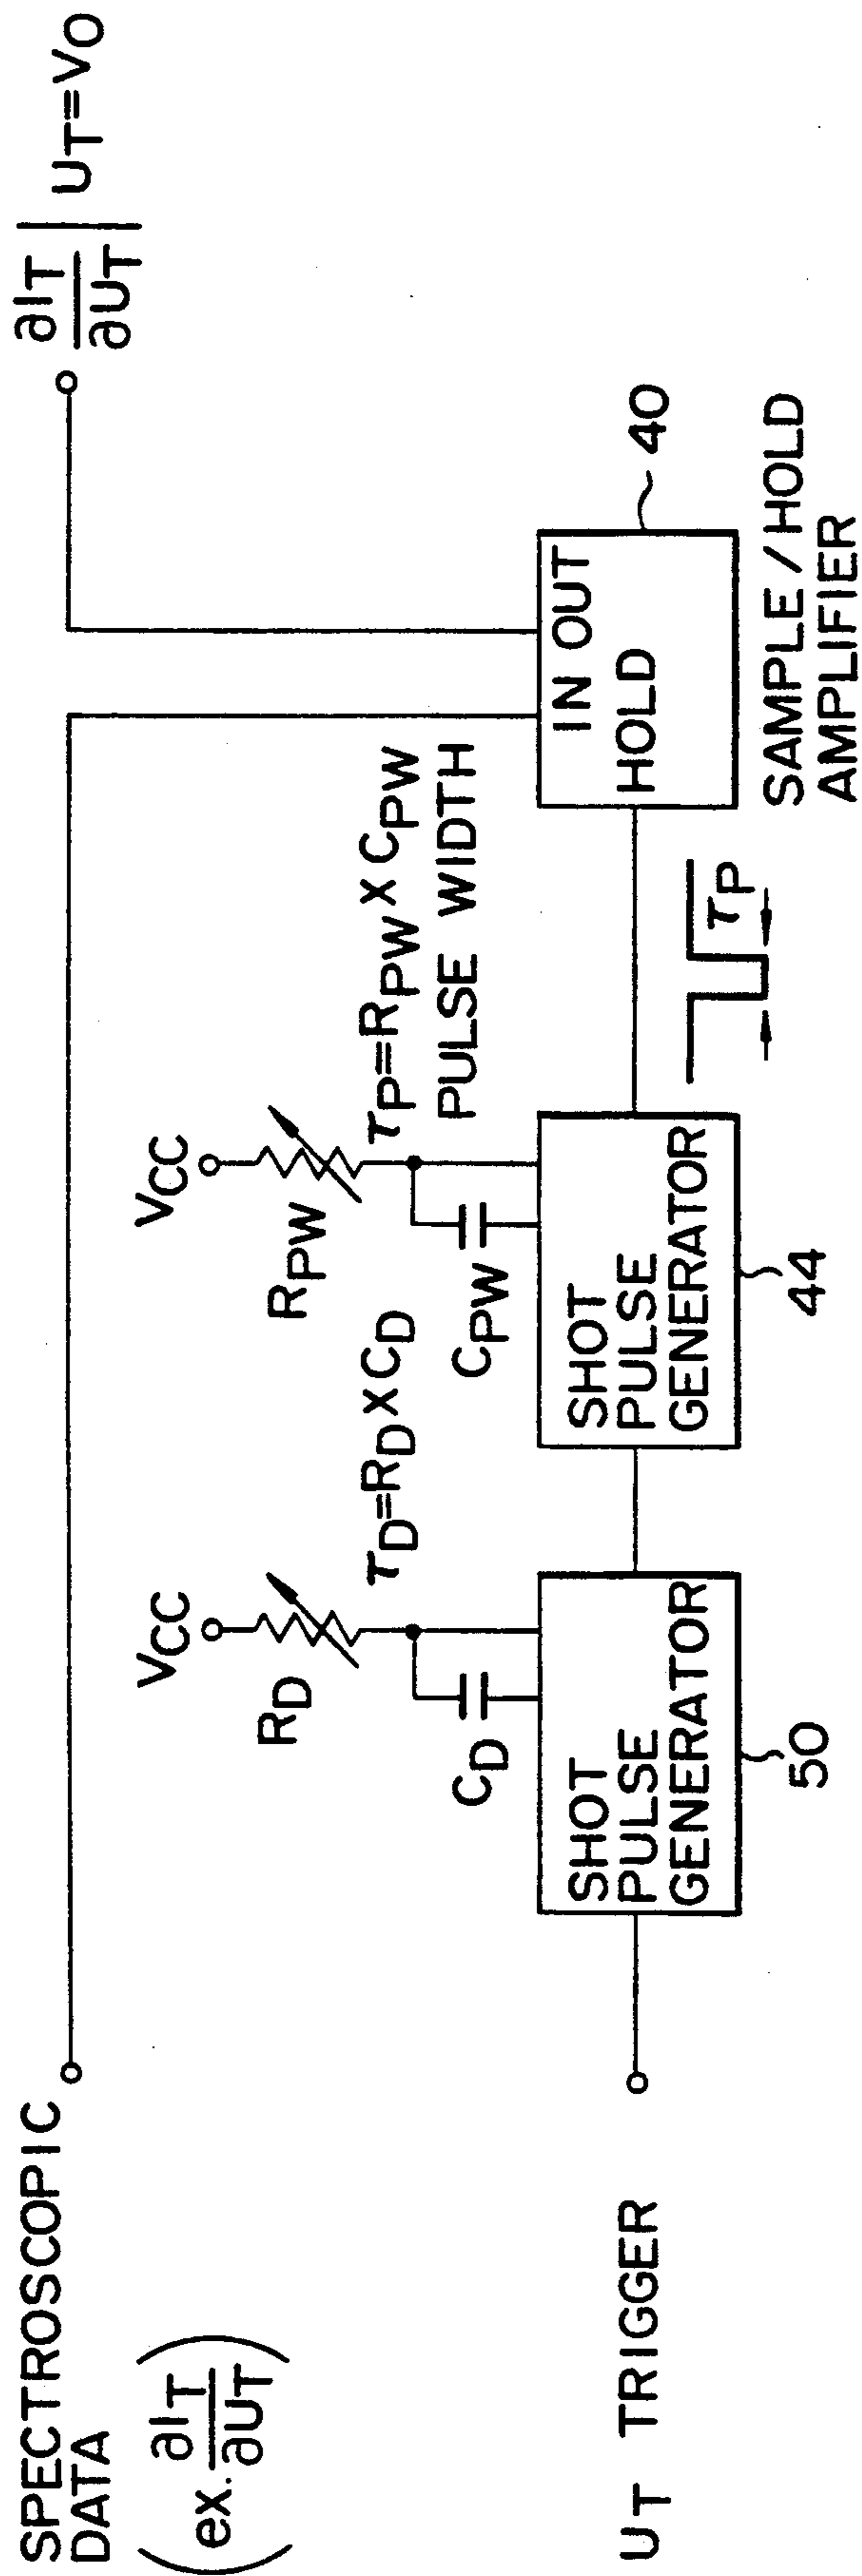 SPECTROSCOPIC
DATA
(ex. ∂IT/∂UT)
∂IT/∂UT | UT=VO
VCC
RD
CD
τD=RD×CD
VCC
RPW
CPW
τP=RPW×CPW
PULSE WIDTH
UT TRIGGER
SHOT
PULSE
GENERATOR
50
SHOT
PULSE
GENERATOR
44
τP
IN OUT
HOLD
40
SAMPLE/HOLD
AMPLIFIER